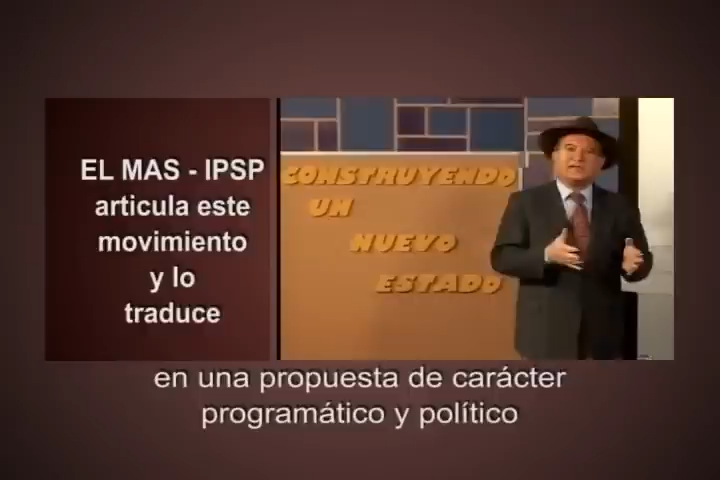 EL MAS - IPSP
articula este
movimiento
y lo
traduce
CONSTRUYENDO
UN
NUEVO
ESTADO
en una propuesta de carácter
programático y político